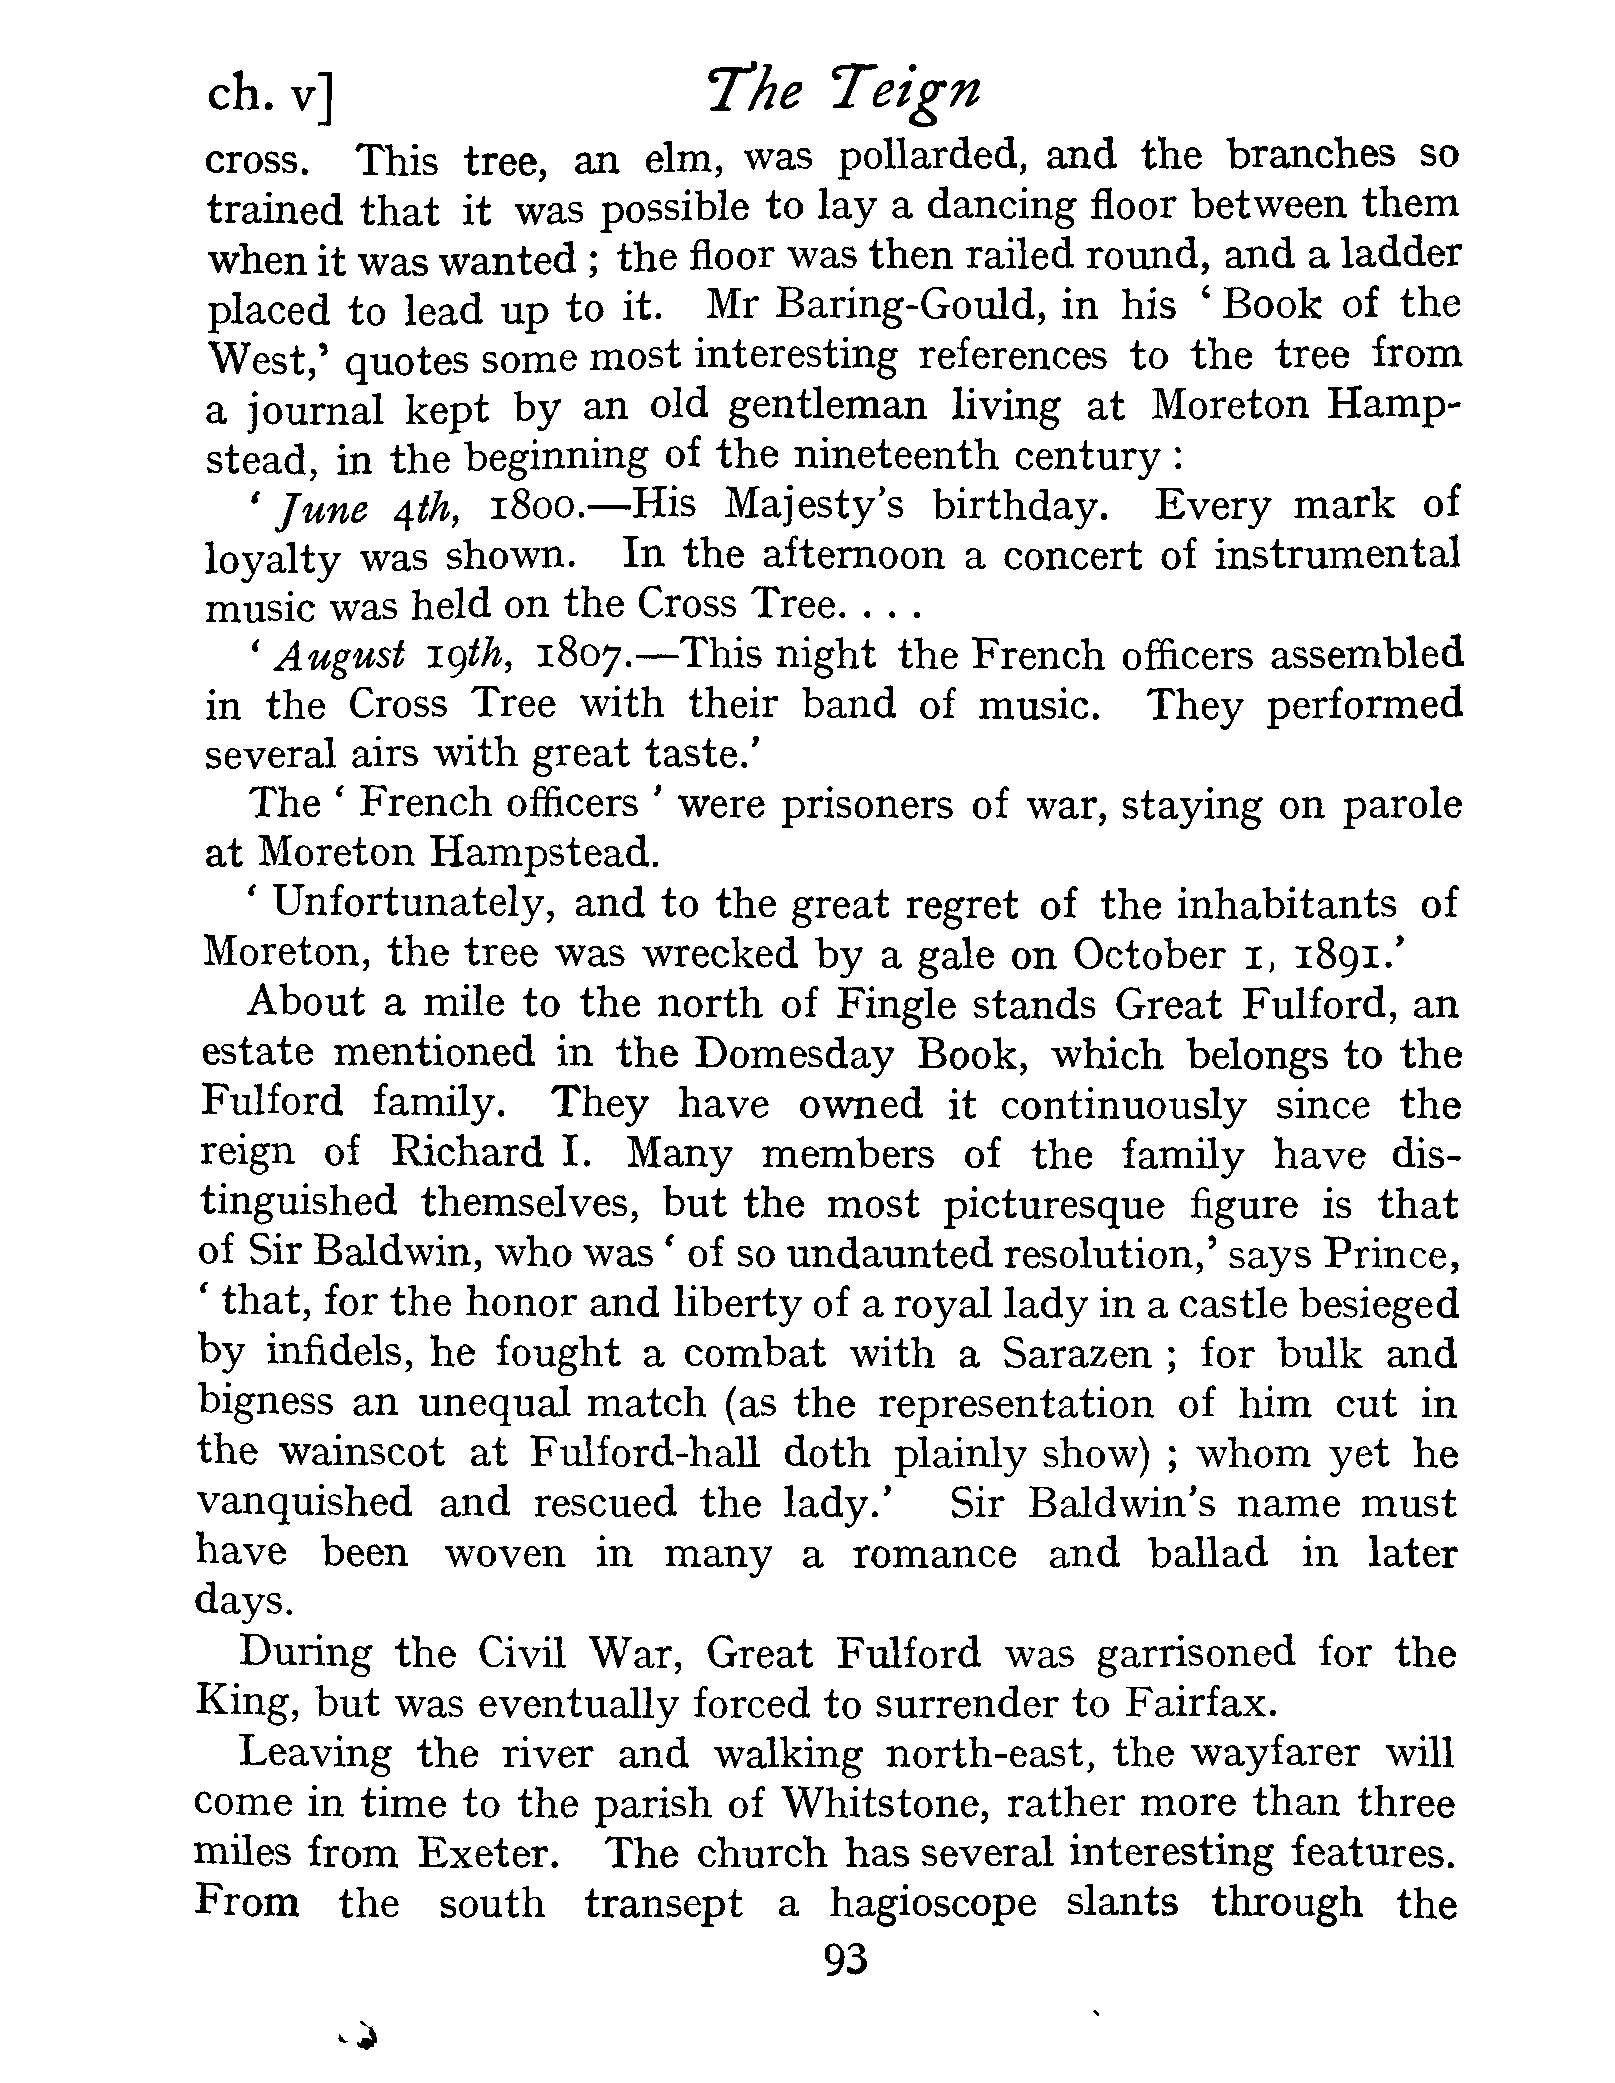 ch. v] The Teign
cross. This tree, an elm, was pollarded, and the branches so
trained that it was possible to lay a dancing floor between them
when it was wanted ; the floor was then railed round, and a ladder
placed to lead up to it. Mr Baring-Gould, in his ‘ Book of the
West,’ quotes some most interesting references to the tree from
a journal kept by an old gentleman living at Moreton Hamp-
stead, in the beginning of the nineteenth century :
‘ June 4th, 1800.—His Majesty’s birthday. Every mark of
loyalty was shown. In the afternoon a concert of instrumental
music was held on the Cross Tree. . . .
‘ August 19th, 1807.—This night the French officers assembled
in the Cross Tree with their band of music. They performed
several airs with great taste.’
The ‘ French officers ’ were prisoners of war, staying on parole
at Moreton Hampstead.
‘ Unfortunately, and to the great regret of the inhabitants of
Moreton, the tree was wrecked by a gale on October 1, 1891.’
About a mile to the north of Fingle stands Great Fulford, an
estate mentioned in the Domesday Book, which belongs to the
Fulford family. They have owned it continuously since the
reign of Richard I. Many members of the family have dis-
tinguished themselves, but the most picturesque figure is that
of Sir Baldwin, who was ‘ of so undaunted resolution,’ says Prince,
‘ that, for the honor and liberty of a royal lady in a castle besieged
by infidels, he fought a combat with a Sarazen ; for bulk and
bigness an unequal match (as the representation of him cut in
the wainscot at Fulford-hall doth plainly show) ; whom yet he
vanquished and rescued the lady.’ Sir Baldwin’s name must
have been woven in many a romance and ballad in later
days.
During the Civil War, Great Fulford was garrisoned for the
King, but was eventually forced to surrender to Fairfax.
Leaving the river and walking north-east, the wayfarer will
come in time to the parish of Whitstone, rather more than three
miles from Exeter. The church has several interesting features.
From the south transept a hagioscope slants through the
93